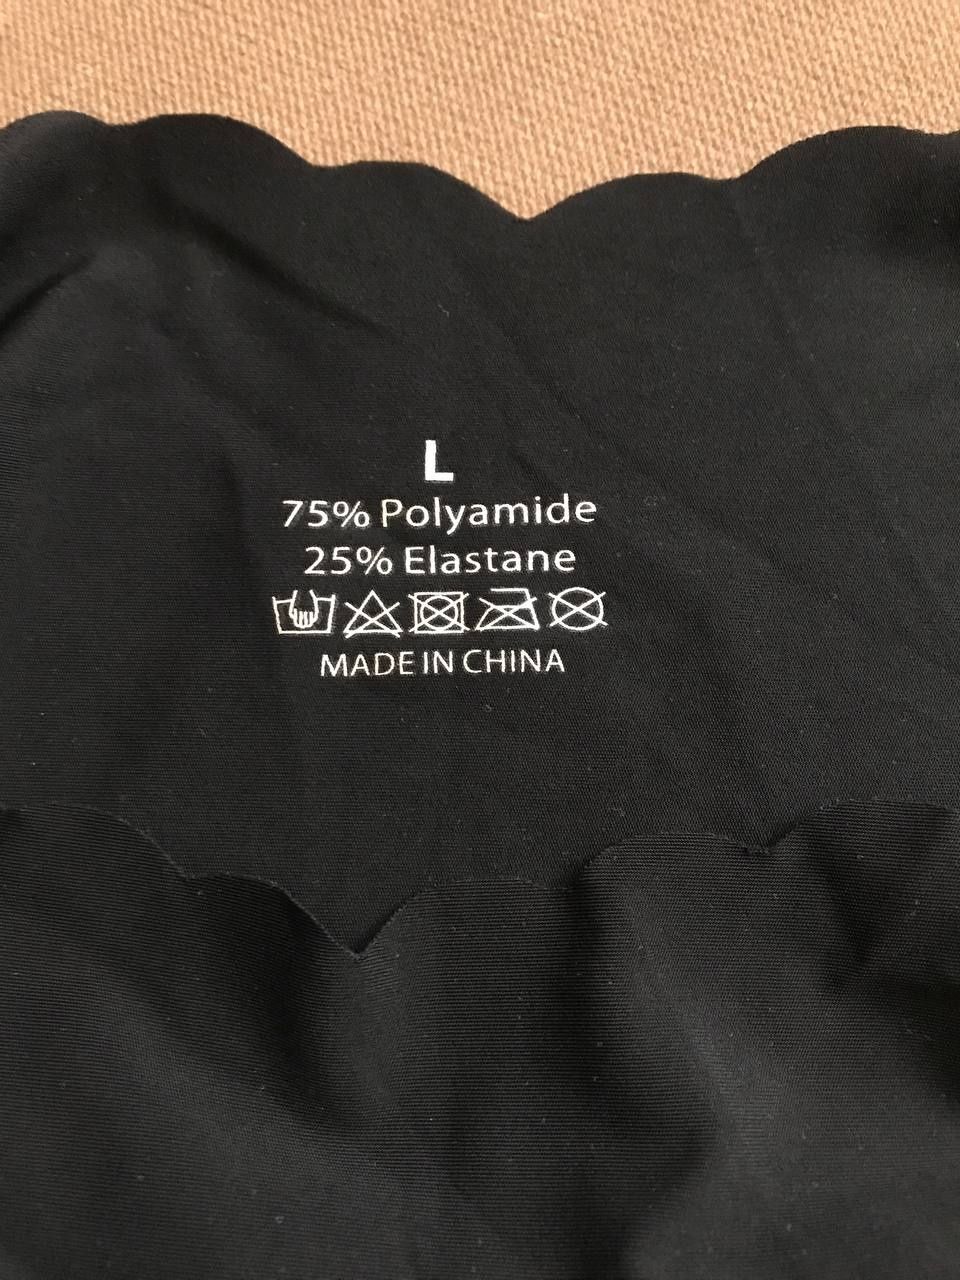 L
75% Polyamide
25% Elastane
MADE IN CHINA